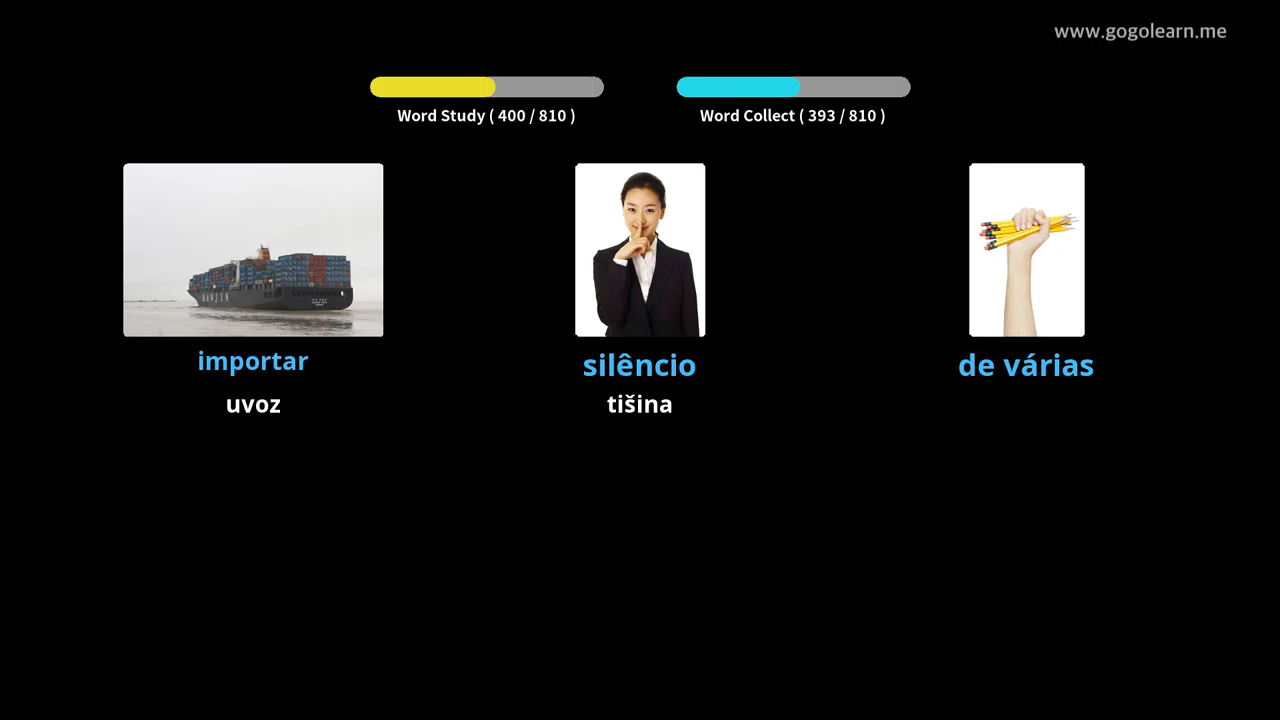 www.gogolearn.me
Word Study ( 400 / 810 )
Word Collect ( 393 / 810 )
importar
silêncio
de várias
uvoz
tišina